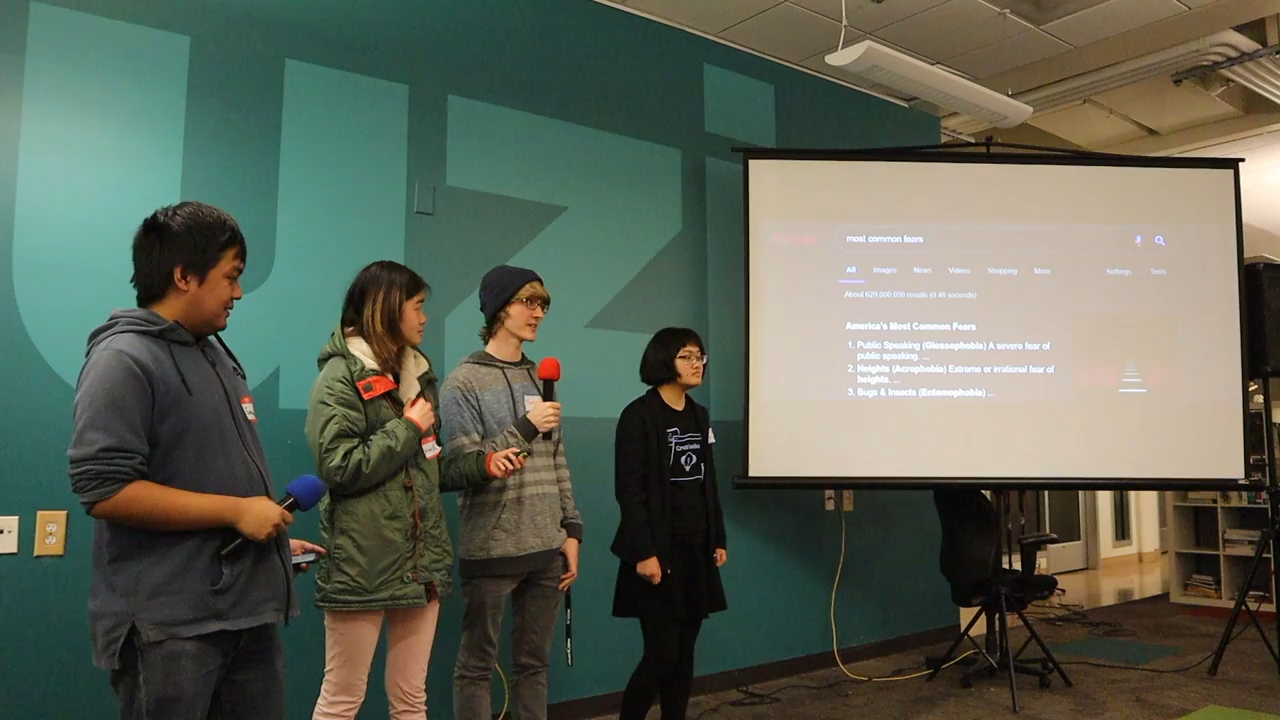 uzi
most common fears
All Images News Videos Shopping More Settings Tools
About 629,000,000 results (0.46 seconds)
America's Most Common Fears
1. Public Speaking (Glossophobia) A severe fear of
public speaking. ...
2. Heights (Acrophobia) Extreme or irrational fear of
heights. ...
3. Bugs & Insects (Entomophobia) ...